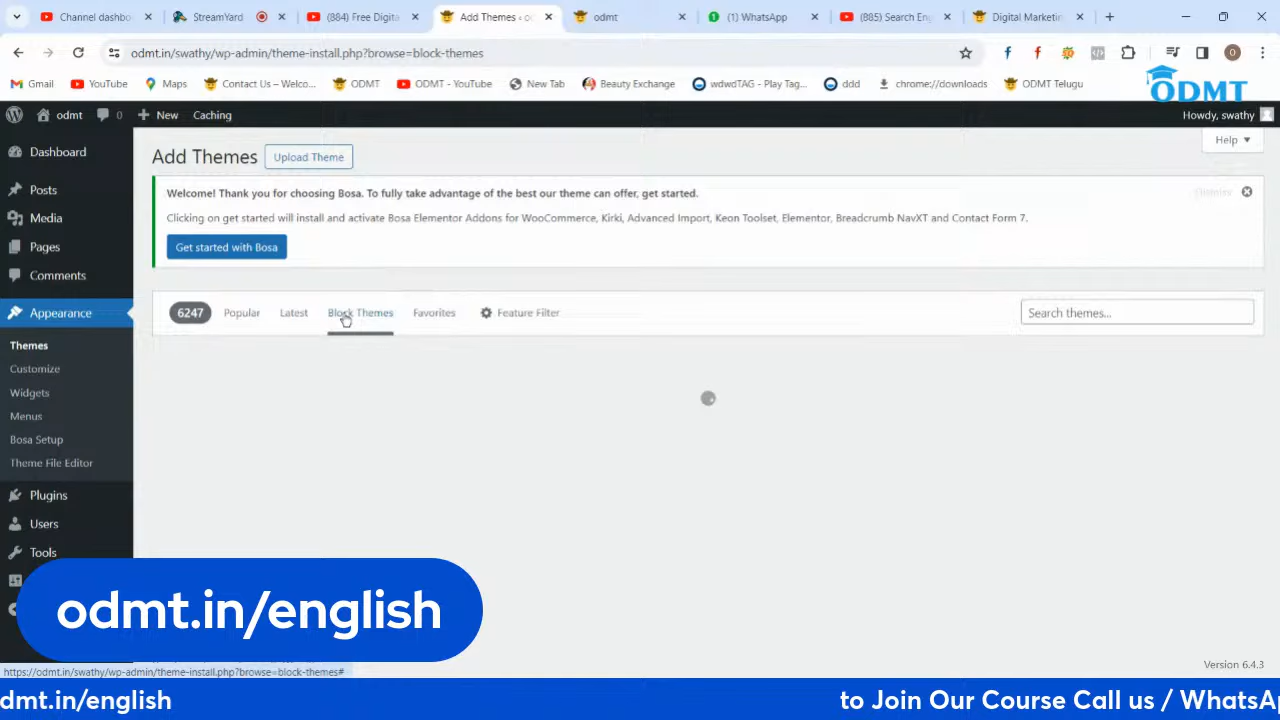 Channel dashbo
StreamYard
(884) Free Digita
Add Themes
odmt
(1) WhatsApp
(885) Search En
Digital Marketin
odmt.in/swathy/wp-admin/theme-install.php?browse=block-themes
Gmail
YouTube
Maps
Contact Us – Welco...
ODMT
ODMT - YouTube
New Tab
Beauty Exchange
wdwdTAG - Play Tag...
ddd
chrome://downloads
ODMT Telugu
ODMT
odmt
0
New
Caching
Howdy, swathy
Dashboard
Posts
Media
Pages
Comments
Appearance
Themes
Customize
Widgets
Menus
Bosa Setup
Theme File Editor
Plugins
Users
Tools
Add Themes
Upload Theme
Help
Welcome! Thank you for choosing Bosa. To fully take advantage of the best our theme can offer, get started.
Dismiss
Clicking on get started will install and activate Bosa Elementor Addons for WooCommerce, Kirki, Advanced Import, Keon Toolset, Elementor, Breadcrumb NavXT and Contact Form 7.
Get started with Bosa
6247
Popular
Latest
Block Themes
Favorites
Feature Filter
Search themes...
odmt.in/english
https://odmt.in/swathy/wp-admin/theme-install.php?browse=block-themes#
Version 6.4.3
dmt.in/english
to Join Our Course Call us / WhatsAp